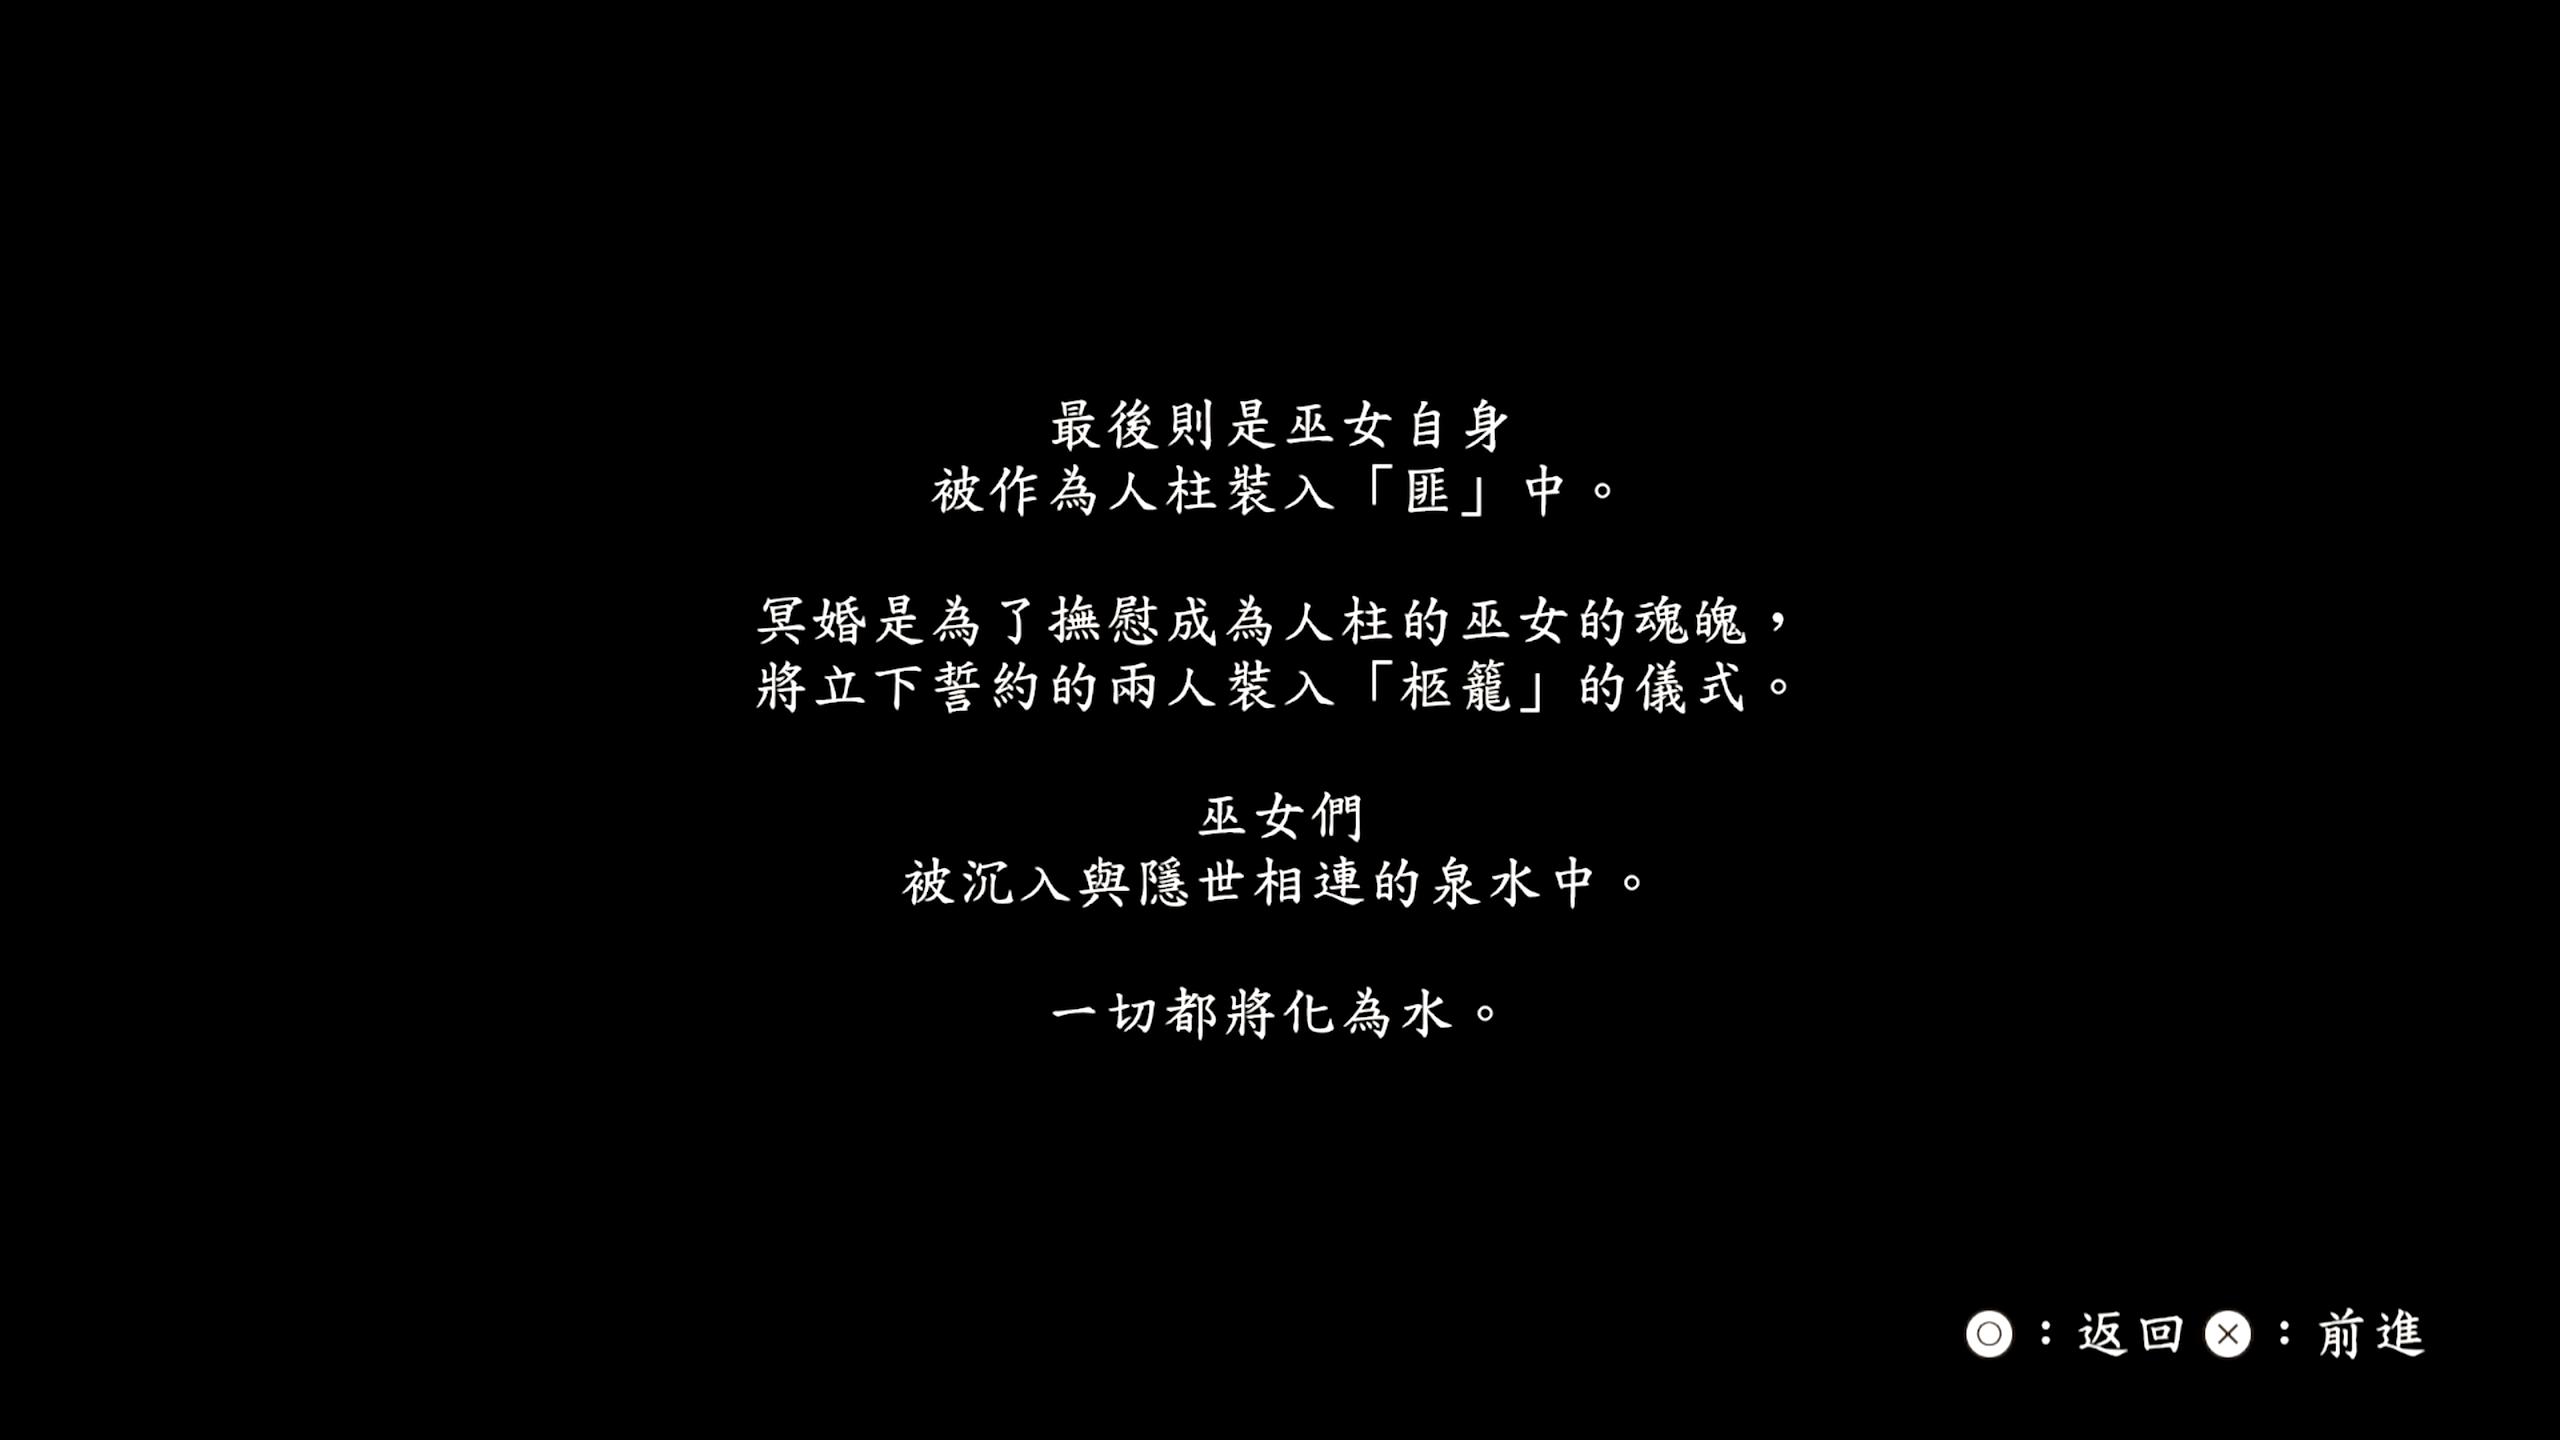 最後則是巫女自身
被作為人柱裝入「匪」中。
冥婚是為了撫慰成為人柱的巫女的魂魄，
將立下誓約的兩人裝入「柩籠」的儀式。
巫女們
被沉入與隱世相連的泉水中。
一切都將化為水。
◎：返回 ⊗：前進